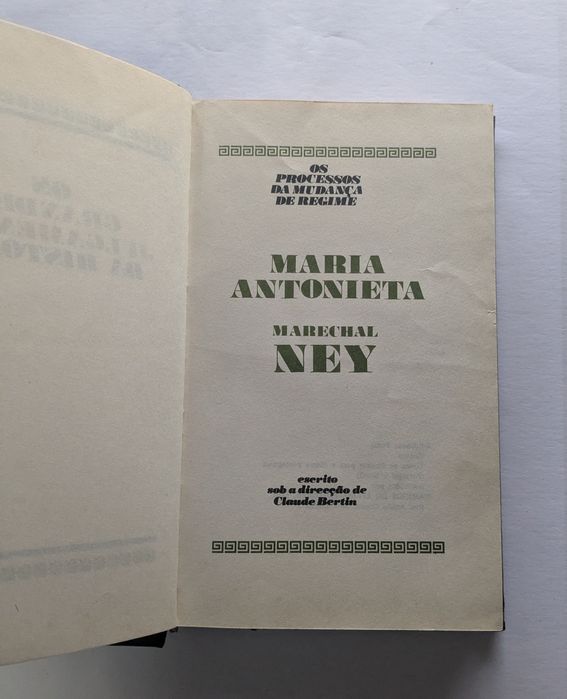 OS
PROCESSOS
DA MUDANÇA
DE REGIME
MARIA
ANTONIETA
MARECHAL
NEY
escrito
sob a direcção de
Claude Bertin